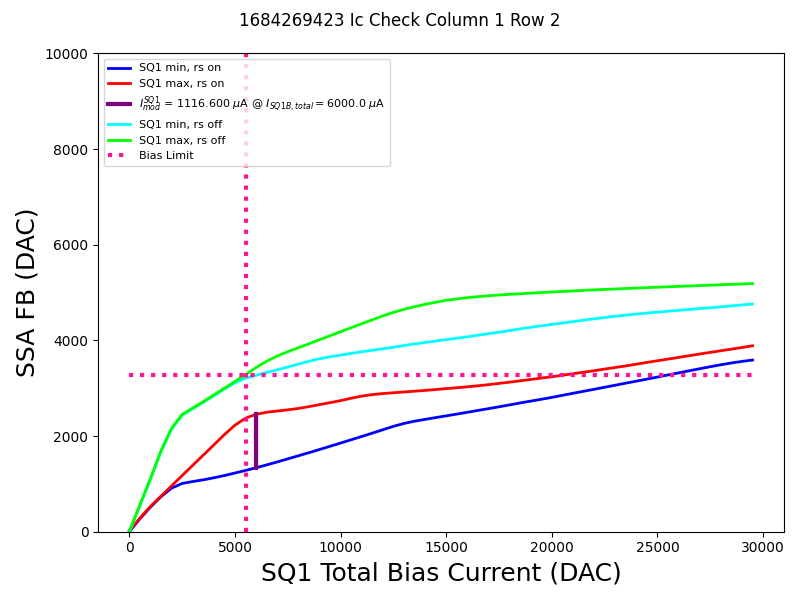 1684269423 Ic Check Column 1 Row 2
10000
8000
6000
4000
2000
0
SSA FB (DAC)
SQ1 min, rs on
SQ1 max, rs on
I_{mod}^{SQ1} = 1116.600 μA @ I_{SQ1B,total} = 6000.0 μA
SQ1 min, rs off
SQ1 max, rs off
Bias Limit
0 5000 10000 15000 20000 25000 30000
SQ1 Total Bias Current (DAC)